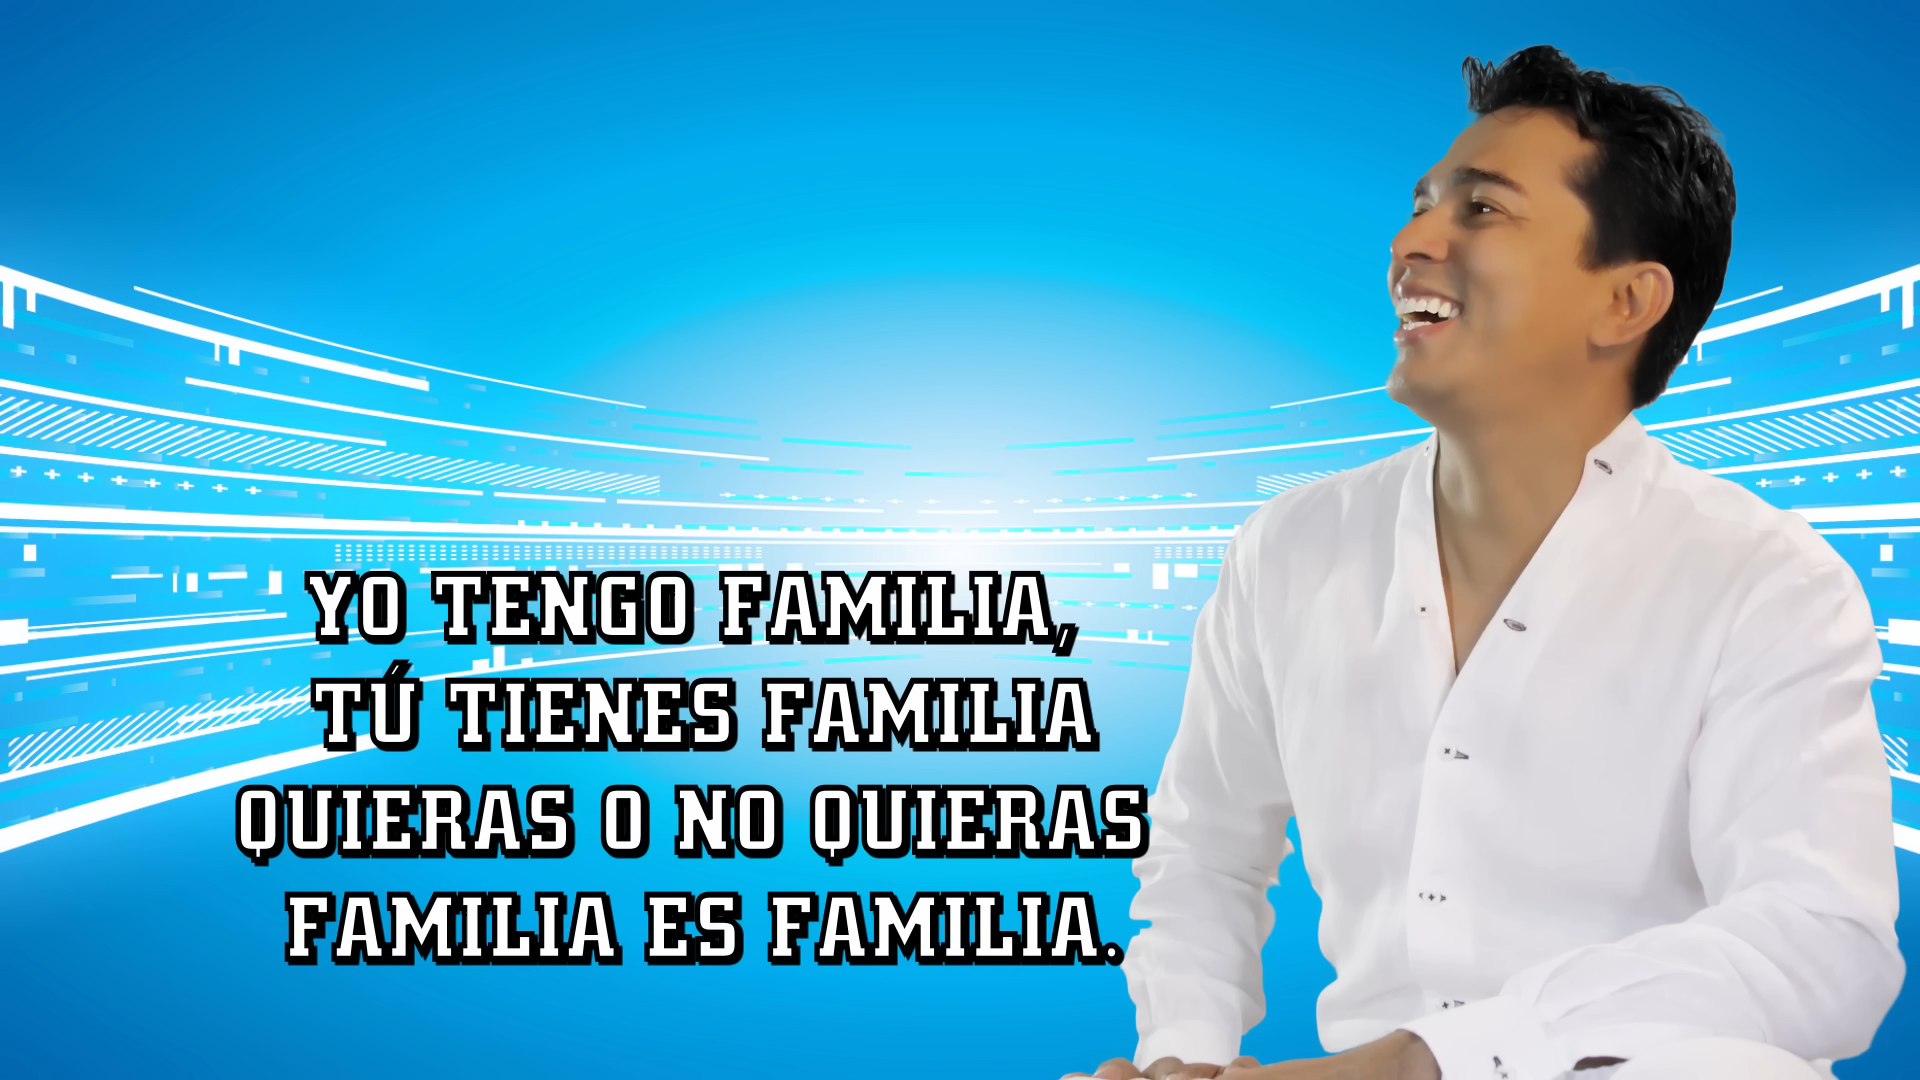 YO TENGO FAMILIA,
TÚ TIENES FAMILIA
QUIERAS O NO QUIERAS
FAMILIA ES FAMILIA.